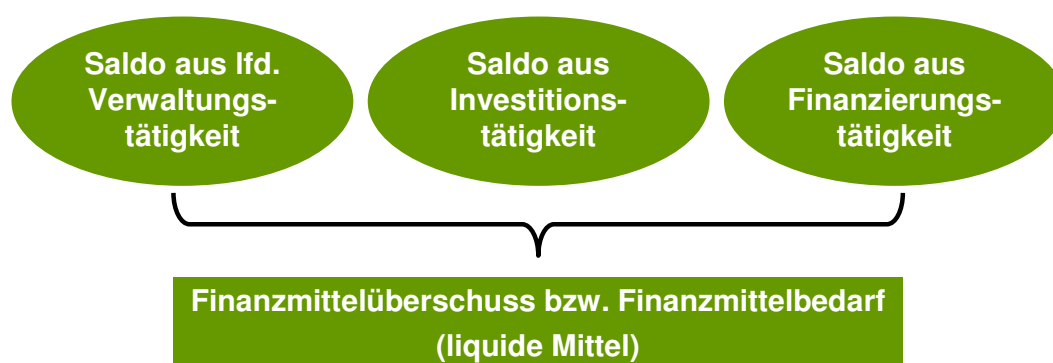 Saldo aus lfd.
Verwaltungs-
tätigkeit
Saldo aus
Investitions-
tätigkeit
Saldo aus
Finanzierungs-
tätigkeit
Finanzmittelüberschuss bzw. Finanzmittelbedarf
(liquide Mittel)